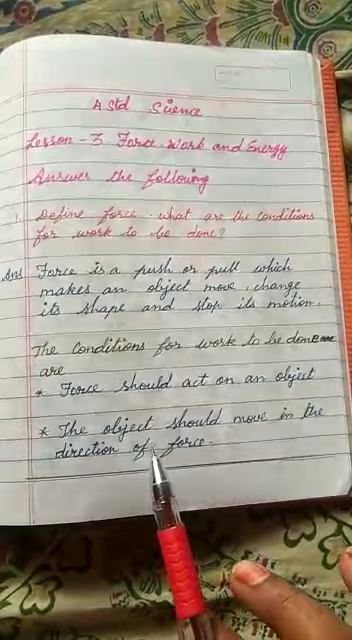 4 Std Science
Lesson - 3 Force, Work and Energy
Answer the following
1. Define force. what are the conditions
for work to be done?
Ans Force is a push or pull which
makes an object move, change
its shape and stop its motion.
The conditions for work to be done
are
* Force should act on an object
* The object should move in the
direction of force.